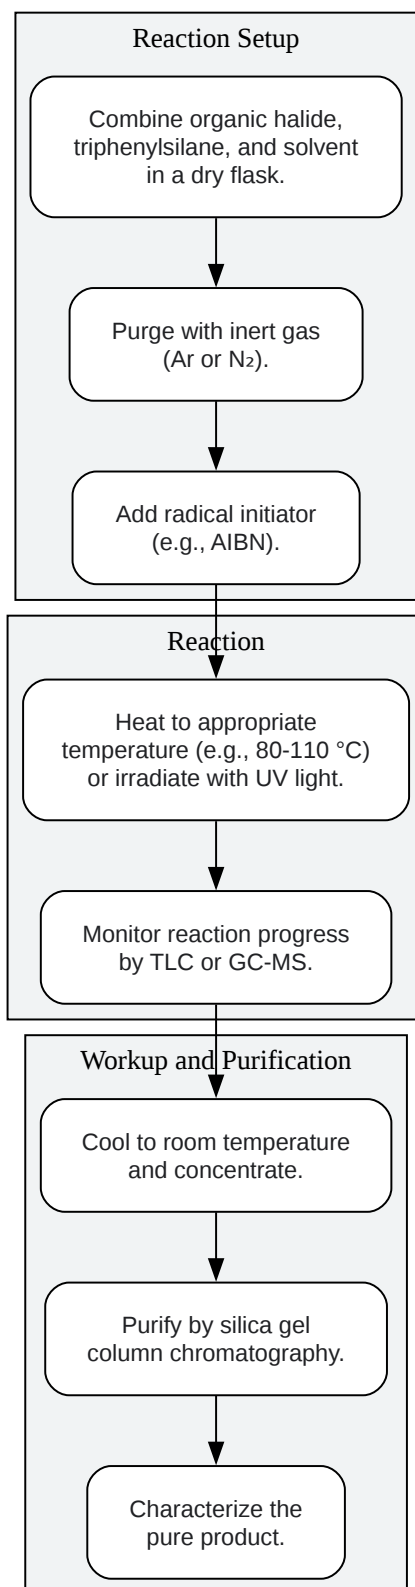 Reaction Setup
Combine organic halide,
triphenylsilane, and solvent
in a dry flask.
Purge with inert gas
(Ar or N₂).
Add radical initiator
(e.g., AIBN).
Reaction
Heat to appropriate
temperature (e.g., 80-110 °C)
or irradiate with UV light.
Monitor reaction progress
by TLC or GC-MS.
Workup and Purification
Cool to room temperature
and concentrate.
Purify by silica gel
column chromatography.
Characterize the
pure product.